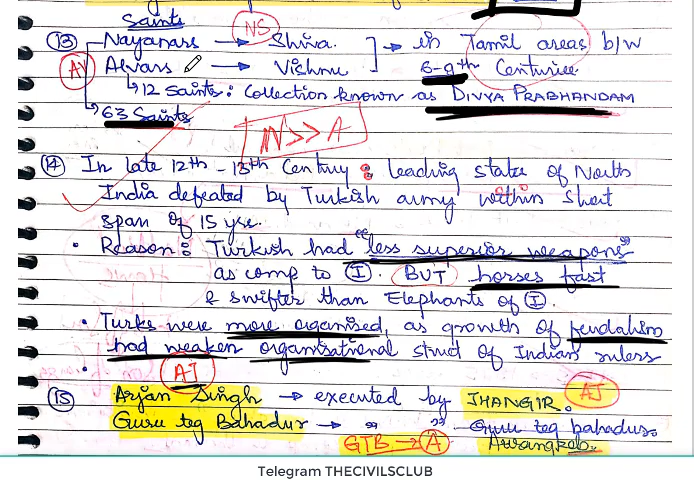 Saints
NS
(13) Nayanars → Shiva
in Tamil areas b/w
AV Alvars → Vishnu
6-9th Centuries
↳ 12 Saints: Collection known as DIVYA PRABHANDAM
↳ 63 Saints
N >> A
(14) In late 12th - 13th Century: leading state of North
India defeated by Turkish army within short
span of 15 yrs.
• Reason: Turkish had "less superior weapons"
as comp to (I). BUT horses fast
& swifter than Elephants of (I).
• Turks were more organised, as growth of feudalism
had weaken organisational struct of Indian rulers
•
AJ
(15) Arjan Singh → executed by JHANGIR. AJ
Guru teg Bahadur → " " Guru teg bahadur.
GTB → A Aurangzeb.
Telegram THECIVILSCLUB